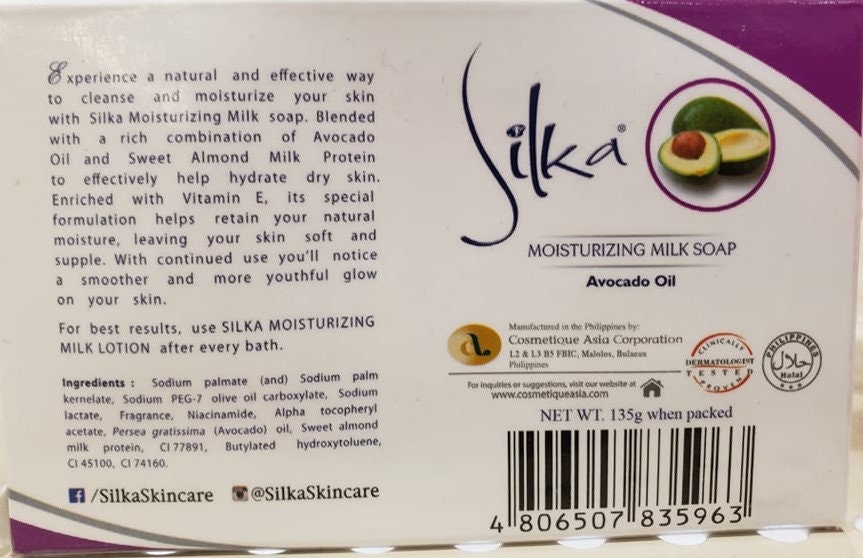 Experience a natural and effective way
to cleanse and moisturize your skin
with Silka Moisturizing Milk soap. Blended
with a rich combination of Avocado
Oil and Sweet Almond Milk Protein
to effectively help hydrate dry skin.
Enriched with Vitamin E, its special
formulation helps retain your natural
moisture, leaving your skin soft and
supple. With continued use you'll notice
a smoother and more youthful glow
on your skin.
For best results, use SILKA MOISTURIZING
MILK LOTION after every bath.
Ingredients : Sodium palmate (and) Sodium palm
kernelate, Sodium PEG-7 olive oil carboxylate, Sodium
lactate, Fragrance, Niacinamide, Alpha tocopheryl
acetate, Persea gratissima (Avocado) oil, Sweet almond
milk protein, CI 77891, Butylated hydroxytoluene,
CI 45100, CI 74160.
f /SilkaSkincare @SilkaSkincare
Silka®
MOISTURIZING MILK SOAP
Avocado Oil
Manufactured in the Philippines by:
Cosmetique Asia Corporation
L2 & L3 B5 FBIC, Malolos, Bulacan
Philippines
For inquiries or suggestions, visit our website at
www.cosmetiqueasia.com
CLINICALLY
DERMATOLOGIST
TESTED
PROVEN
PHILIPPINES
حلال
Halal
NET WT. 135g when packed
4 806507 835963